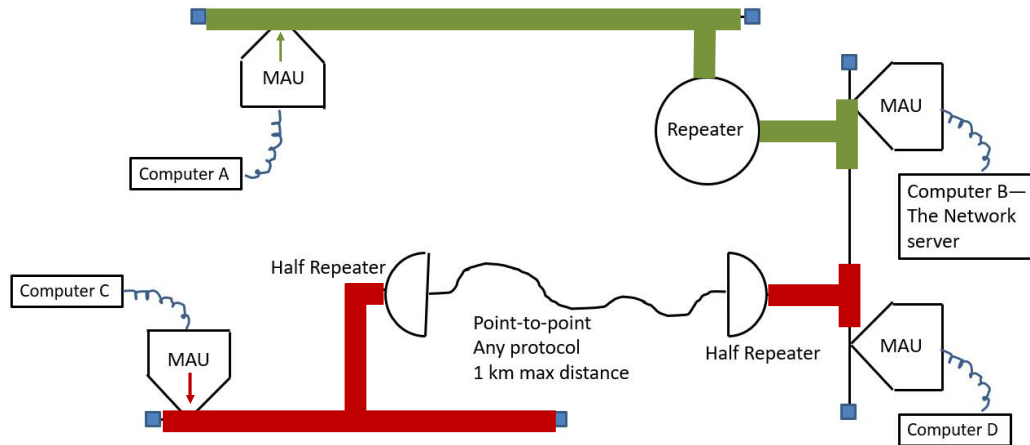 MAU
MAU
Repeater
Computer A
Computer B—
The Network
server
Half Repeater
Computer C
Point-to-point
Any protocol
1 km max distance
Half Repeater
MAU
MAU
Computer D